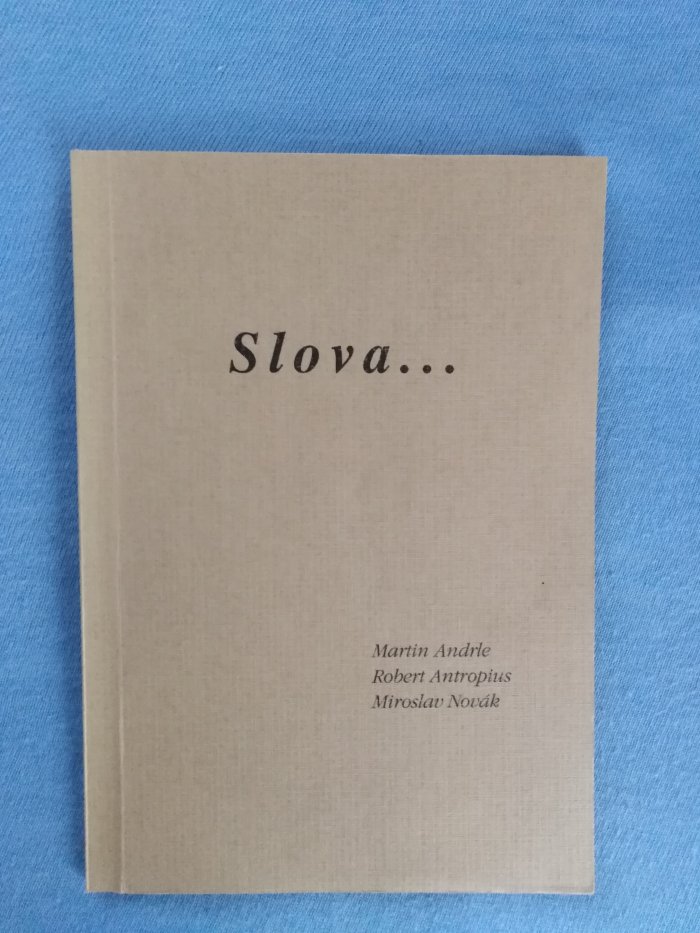 Slova...
Martin Andrle
Robert Antropius
Miroslav Novák